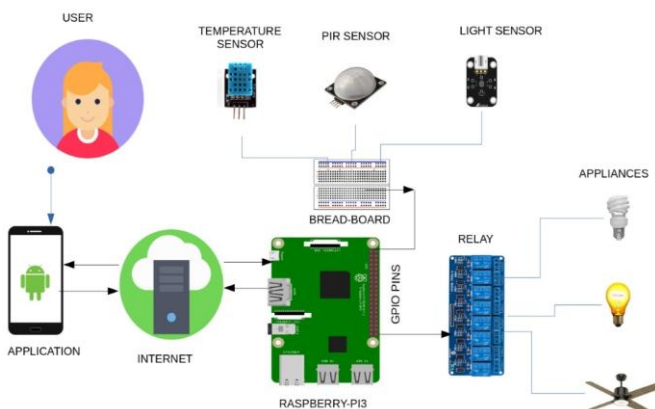 USER
TEMPERATURE
SENSOR
PIR SENSOR
LIGHT SENSOR
BREAD-BOARD
APPLIANCES
RELAY
GPIO PINS
APPLICATION
INTERNET
RASPBERRY-PI3